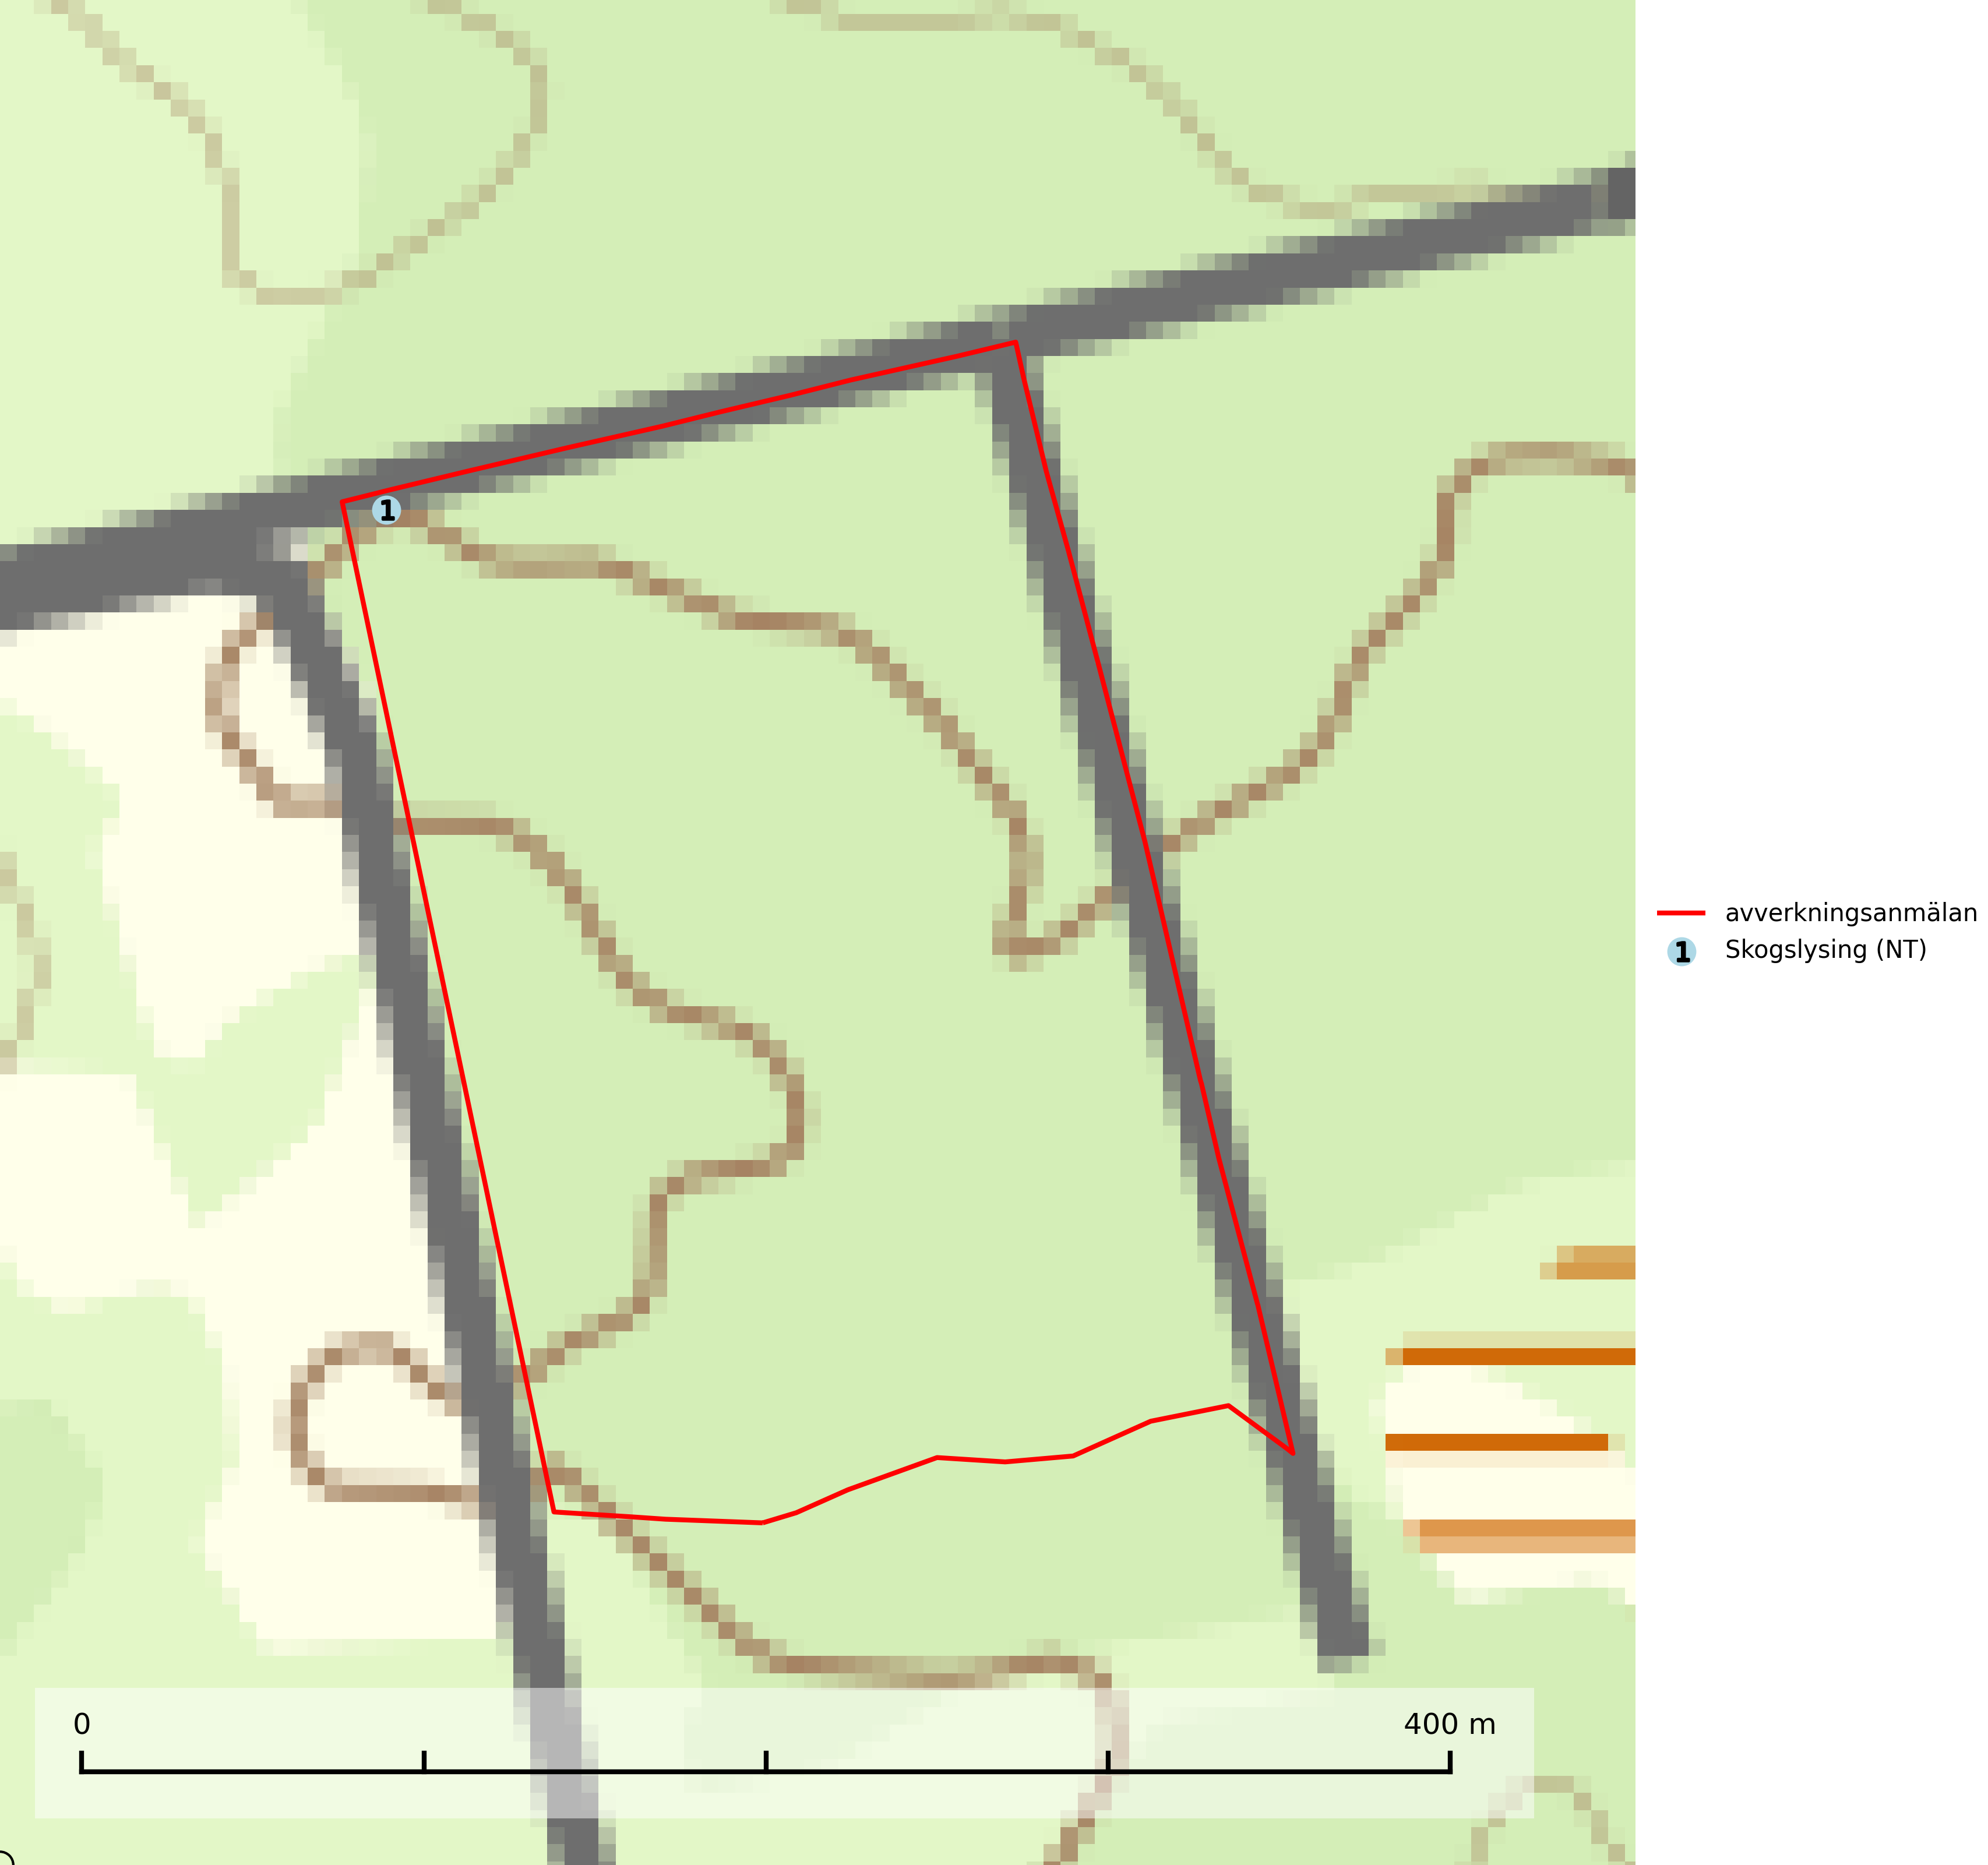 1
avverkningsanmälan
1 Skogslysing (NT)
0 400 m